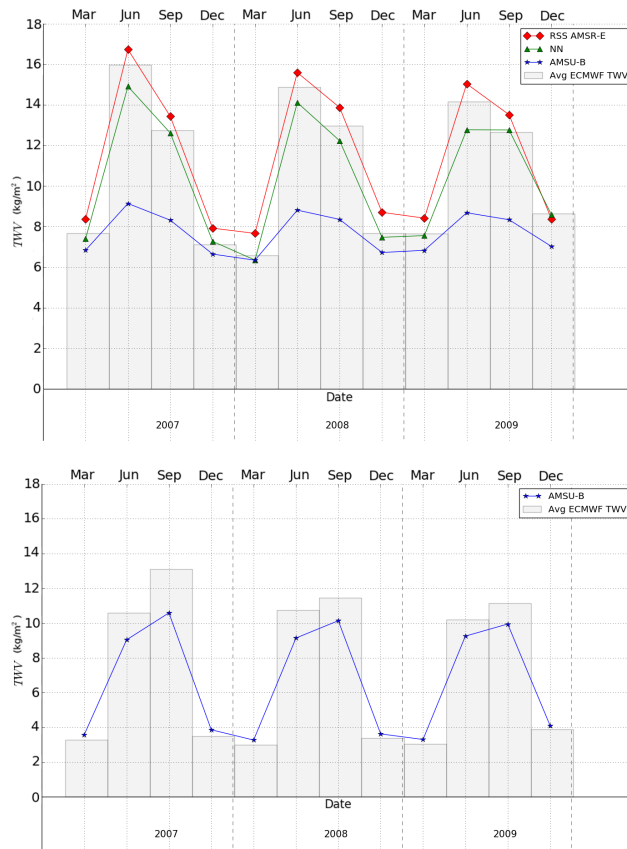 Mar Jun Sep Dec Mar Jun Sep Dec Mar Jun Sep Dec
18
16
14
12
10
8
6
4
2
0
TWV (kg/m²)
RSS AMSR-E
NN
AMSU-B
Avg ECMWF TWV
Date
2007 2008 2009
Mar Jun Sep Dec Mar Jun Sep Dec Mar Jun Sep Dec
18
16
14
12
10
8
6
4
2
0
TWV (kg/m²)
AMSU-B
Avg ECMWF TWV
Date
2007 2008 2009